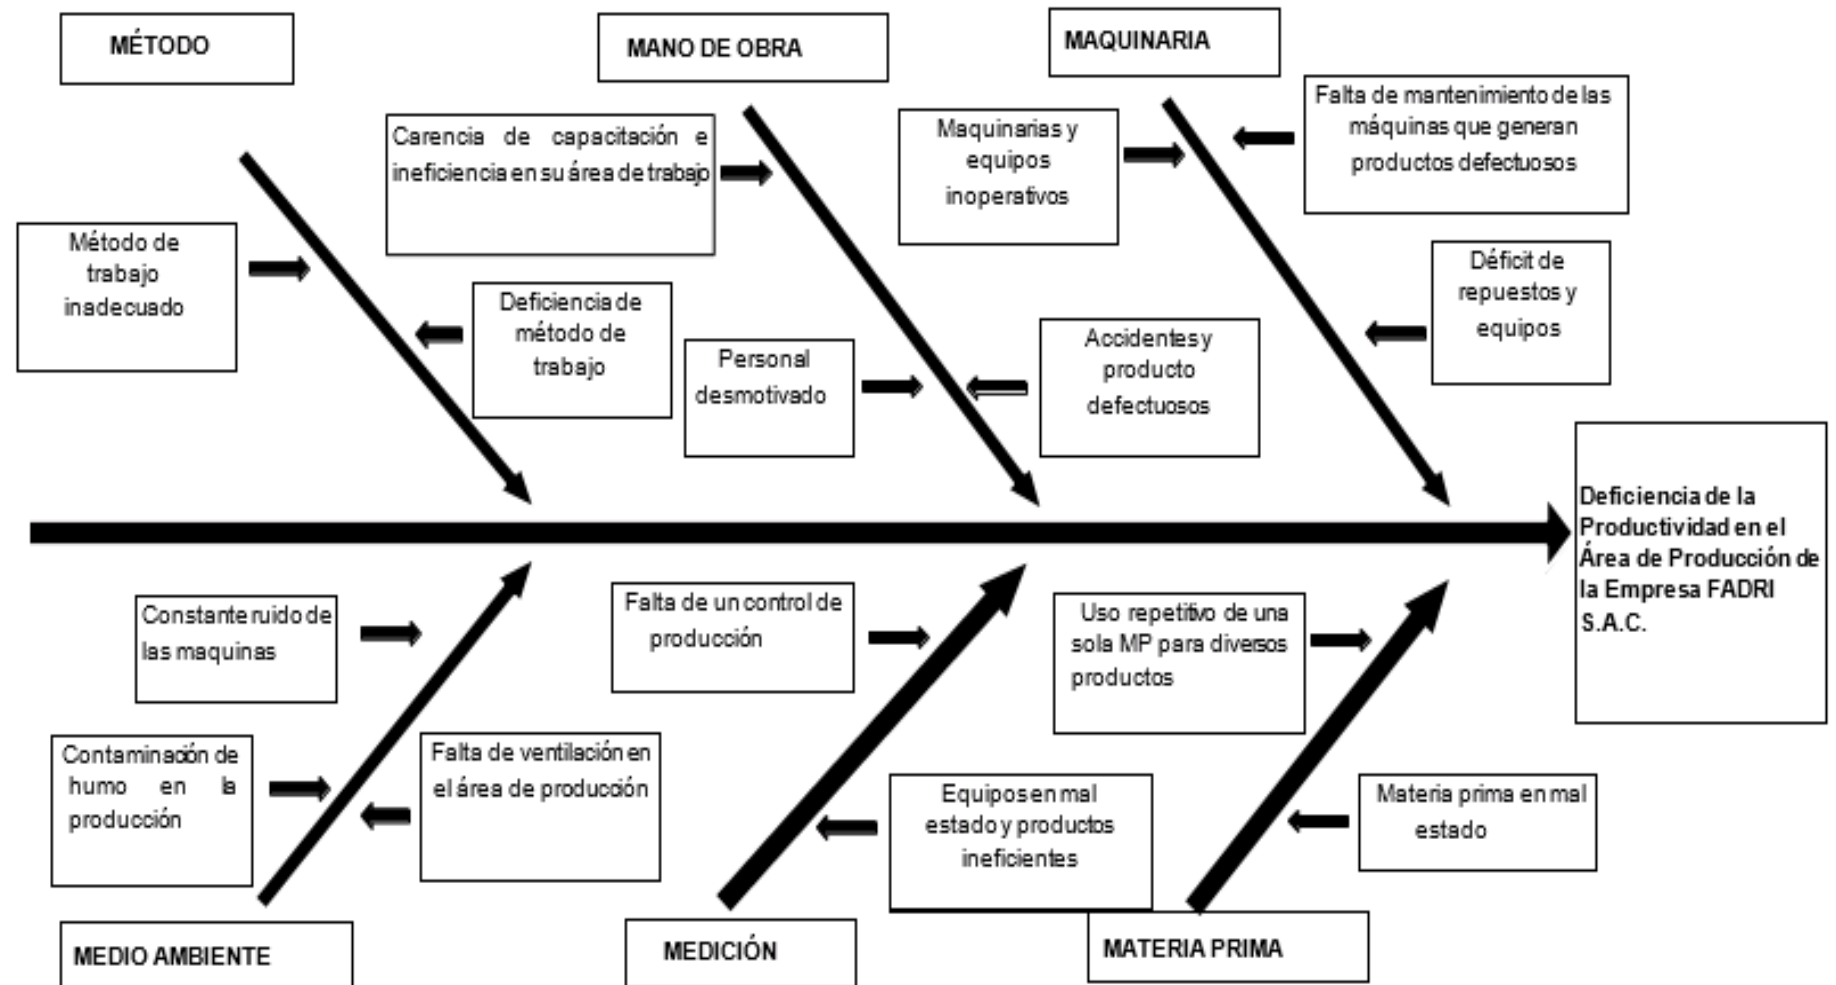 MÉTODO
MANO DE OBRA
MAQUINARIA
Carencia de capacitación e
ineficiencia en su área de trabajo
Maquinarias y
equipos
inoperativos
Falta de mantenimiento de las
máquinas que generan
productos defectuosos
Método de
trabajo
inadecuado
Deficiencia de
método de
trabajo
Personal
desmotivado
Accidentes y
producto
defectuosos
Déficit de
repuestos y
equipos
Deficiencia de la
Productividad en el
Área de Producción de
la Empresa FADRI
S.A.C.
Constante ruido de
las maquinas
Falta de un control de
producción
Uso repetitivo de una
sola MP para diversos
productos
Contaminación de
humo en la
producción
Falta de ventilación en
el área de producción
Equipos en mal
estado y productos
ineficientes
Materia prima en mal
estado
MEDIO AMBIENTE
MEDICIÓN
MATERIA PRIMA